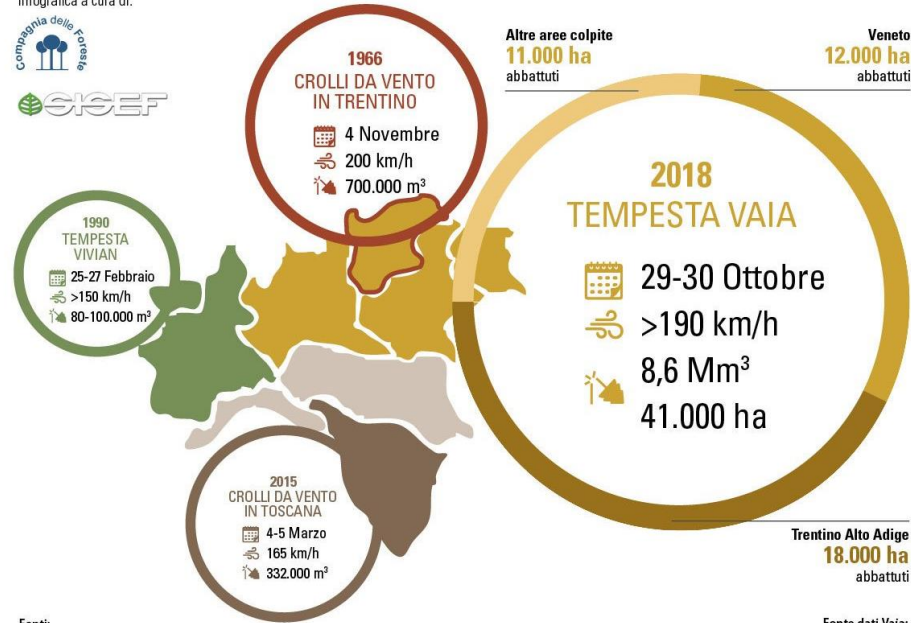 Infografica a cura di:
Compagnia delle Foreste
SISEF
1966
CROLLI DA VENTO
IN TRENTINO
4 Novembre
200 km/h
700.000 m³
Altre aree colpite
11.000 ha
abbattuti
Veneto
12.000 ha
abbattuti
1990
TEMPESTA
VIVIAN
25-27 Febbraio
>150 km/h
80-100.000 m³
2018
TEMPESTA VAIA
29-30 Ottobre
>190 km/h
8,6 Mm³
41.000 ha
2015
CROLLI DA VENTO
IN TOSCANA
4-5 Marzo
165 km/h
332.000 m³
Trentino Alto Adige
18.000 ha
abbattuti
Fonti:
Fonte dati Vaia: